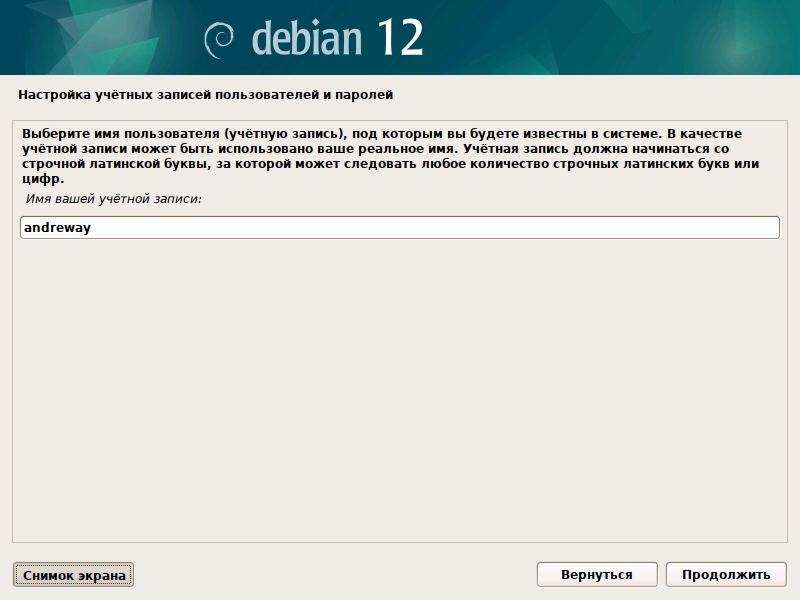 debian 12
Настройка учётных записей пользователей и паролей
Выберите имя пользователя (учётную запись), под которым вы будете известны в системе. В качестве
учётной записи может быть использовано ваше реальное имя. Учётная запись должна начинаться со
строчной латинской буквы, за которой может следовать любое количество строчных латинских букв или
цифр.
Имя вашей учётной записи:
andreway
Снимок экрана
Вернуться
Продолжить